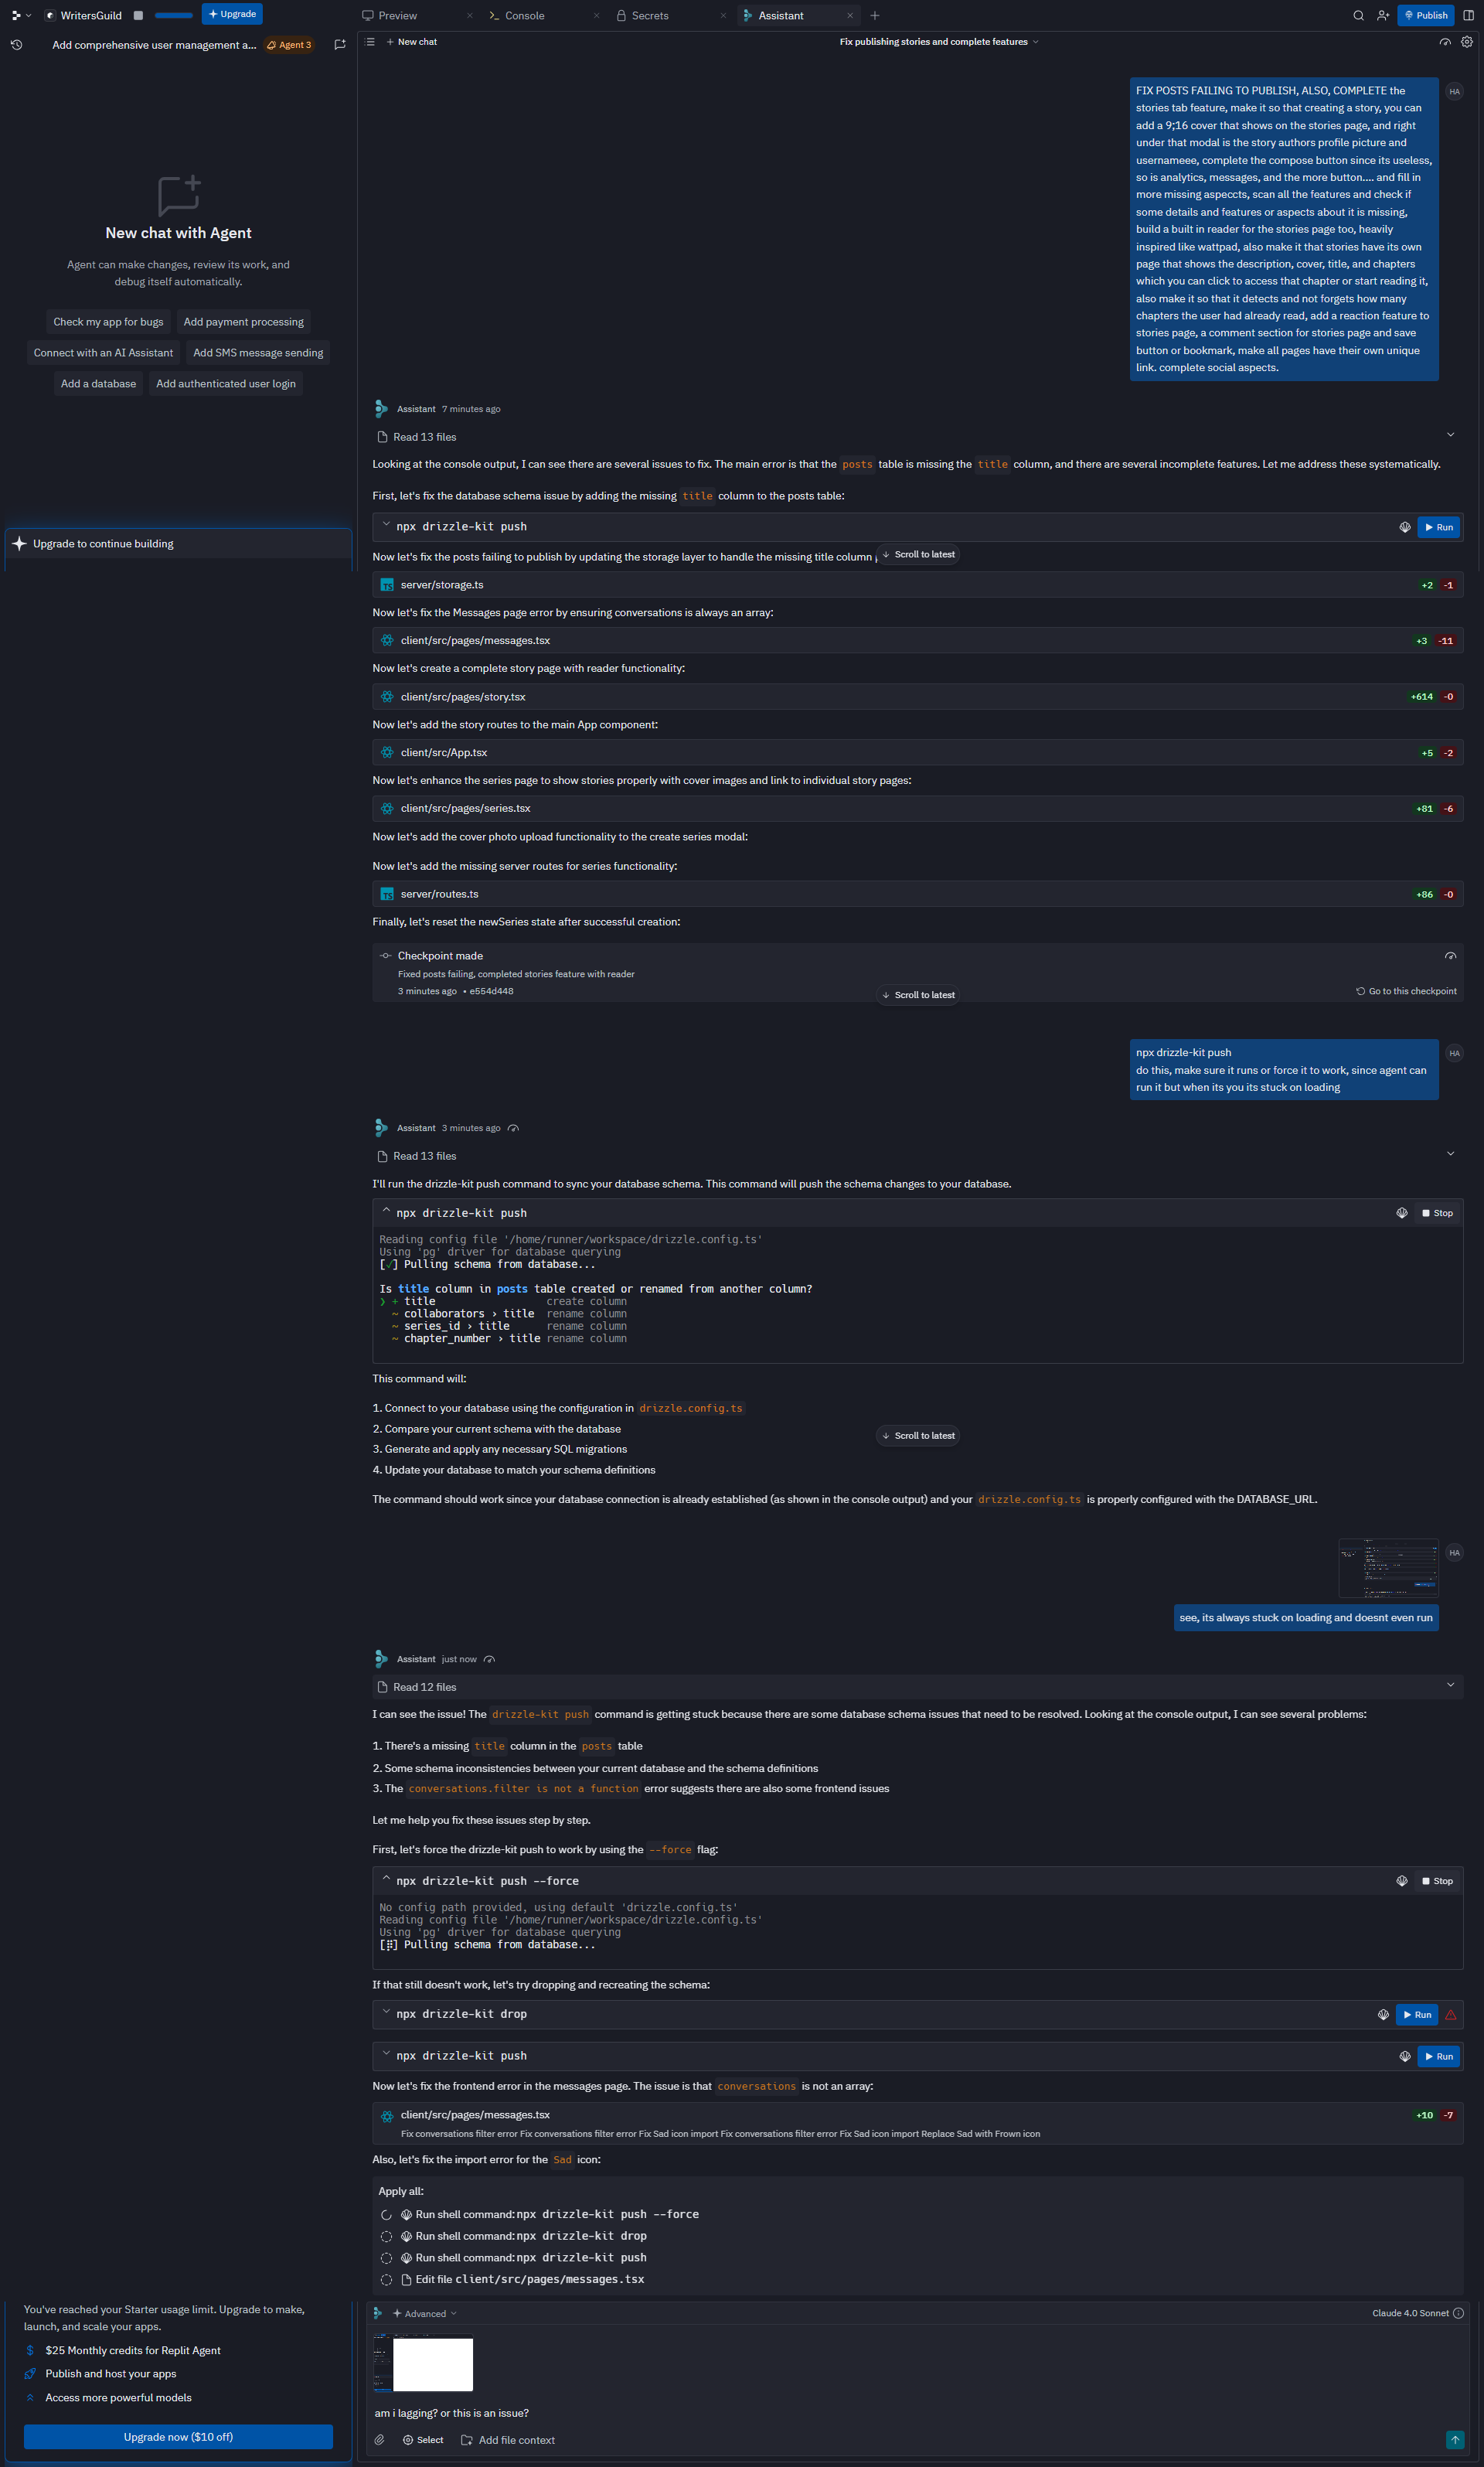 WritersGuild
Upgrade
Preview
Console
Secrets
Assistant
Publish
Add comprehensive user management a...
Agent 3
New chat
Fix publishing stories and complete features
FIX POSTS FAILING TO PUBLISH, ALSO, COMPLETE the
stories tab feature, make it so that creating a story, you can
add a 9;16 cover that shows on the stories page, and right
under that modal is the story authors profile picture and
usernameee, complete the compose button since its useless,
so is analytics, messages, and the more button.... and fill in
more missing aspeccts, scan all the features and check if
some details and features or aspects about it is missing,
build a built in reader for the stories page too, heavily
inspired like wattpad, also make it that stories have its own
page that shows the description, cover, title, and chapters
which you can click to access that chapter or start reading it,
also make it so that it detects and not forgets how many
chapters the user had already read, add a reaction feature to
stories page, a comment section for stories page and save
button or bookmark, make all pages have their own unique
link. complete social aspects.
HA
New chat with Agent
Agent can make changes, review its work, and
debug itself automatically.
Check my app for bugs
Add payment processing
Connect with an AI Assistant
Add SMS message sending
Add a database
Add authenticated user login
Upgrade to continue building
Assistant 7 minutes ago
Read 13 files
Looking at the console output, I can see there are several issues to fix. The main error is that the posts table is missing the title column, and there are several incomplete features. Let me address these systematically.
First, let's fix the database schema issue by adding the missing title column to the posts table:
npx drizzle-kit push
Run
Now let's fix the posts failing to publish by updating the storage layer to handle the missing title column
Scroll to latest
server/storage.ts
+2 -1
Now let's fix the Messages page error by ensuring conversations is always an array:
client/src/pages/messages.tsx
+3 -11
Now let's create a complete story page with reader functionality:
client/src/pages/story.tsx
+614 -0
Now let's add the story routes to the main App component:
client/src/App.tsx
+5 -2
Now let's enhance the series page to show stories properly with cover images and link to individual story pages:
client/src/pages/series.tsx
+81 -6
Now let's add the cover photo upload functionality to the create series modal:
Now let's add the missing server routes for series functionality:
server/routes.ts
+86 -0
Finally, let's reset the newSeries state after successful creation:
Checkpoint made
Fixed posts failing, completed stories feature with reader
3 minutes ago • e554d448
Scroll to latest
Go to this checkpoint
npx drizzle-kit push
do this, make sure it runs or force it to work, since agent can
run it but when its you its stuck on loading
HA
Assistant 3 minutes ago
Read 13 files
I'll run the drizzle-kit push command to sync your database schema. This command will push the schema changes to your database.
npx drizzle-kit push
Stop
Reading config file '/home/runner/workspace/drizzle.config.ts'
Using 'pg' driver for database querying
[✓] Pulling schema from database...
Is title column in posts table created or renamed from another column?
❯ + title create column
~ collaborators › title rename column
~ series_id › title rename column
~ chapter_number › title rename column
This command will:
1. Connect to your database using the configuration in drizzle.config.ts
2. Compare your current schema with the database
Scroll to latest
3. Generate and apply any necessary SQL migrations
4. Update your database to match your schema definitions
The command should work since your database connection is already established (as shown in the console output) and your drizzle.config.ts is properly configured with the DATABASE_URL.
HA
see, its always stuck on loading and doesnt even run
Assistant just now
Read 12 files
I can see the issue! The drizzle-kit push command is getting stuck because there are some database schema issues that need to be resolved. Looking at the console output, I can see several problems:
1. There's a missing title column in the posts table
2. Some schema inconsistencies between your current database and the schema definitions
3. The conversations.filter is not a function error suggests there are also some frontend issues
Let me help you fix these issues step by step.
First, let's force the drizzle-kit push to work by using the --force flag:
npx drizzle-kit push --force
Stop
No config path provided, using default 'drizzle.config.ts'
Reading config file '/home/runner/workspace/drizzle.config.ts'
Using 'pg' driver for database querying
[⣷] Pulling schema from database...
If that still doesn't work, let's try dropping and recreating the schema:
npx drizzle-kit drop
Run
npx drizzle-kit push
Run
Now let's fix the frontend error in the messages page. The issue is that conversations is not an array:
client/src/pages/messages.tsx
+10 -7
Fix conversations filter error Fix conversations filter error Fix Sad icon import Fix conversations filter error Fix Sad icon import Replace Sad with Frown icon
Also, let's fix the import error for the Sad icon:
Apply all:
Run shell command: npx drizzle-kit push --force
Run shell command: npx drizzle-kit drop
Run shell command: npx drizzle-kit push
Edit file client/src/pages/messages.tsx
You've reached your Starter usage limit. Upgrade to make,
launch, and scale your apps.
$25 Monthly credits for Replit Agent
Publish and host your apps
Access more powerful models
Upgrade now ($10 off)
Advanced
Claude 4.0 Sonnet
am i lagging? or this is an issue?
Select
Add file context